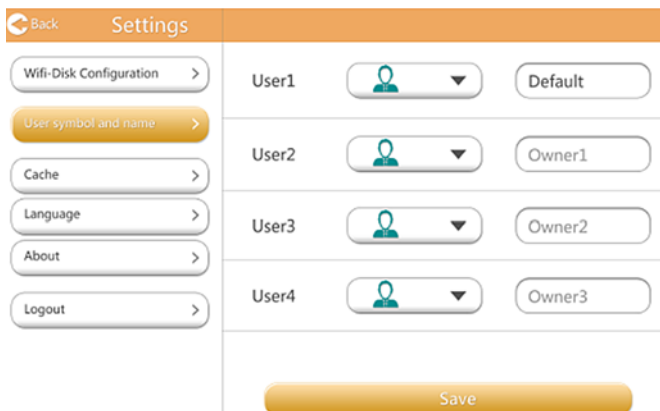 Back Settings
Wifi-Disk Configuration
User symbol and name
Cache
Language
About
Logout
User1 Default
User2 Owner1
User3 Owner2
User4 Owner3
Save